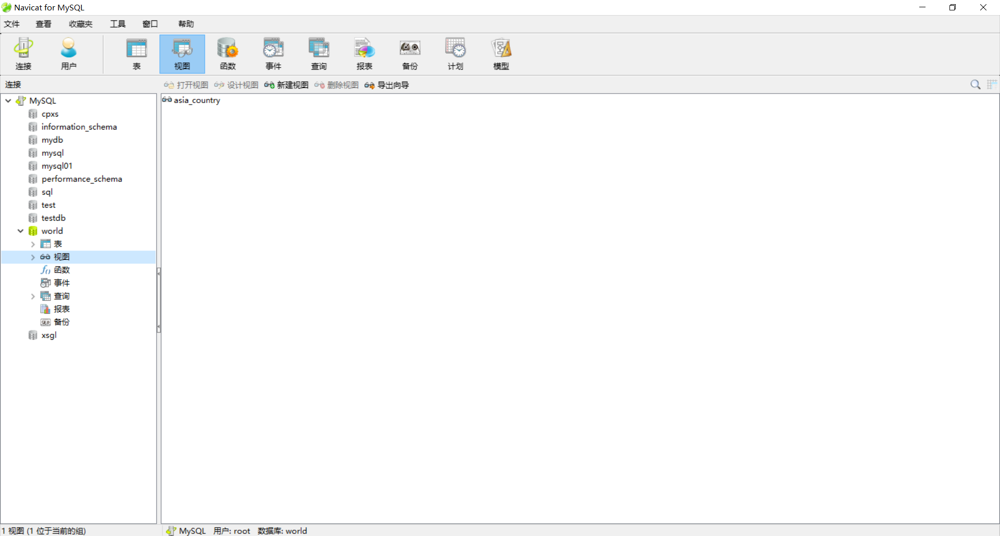 Navicat for MySQL
文件 查看 收藏夹 工具 窗口 帮助
连接 用户 表 视图 函数 事件 查询 报表 备份 计划 模型
连接 打开视图 设计视图 新建视图 删除视图 导出向导
MySQL
cpxs
information_schema
mydb
mysql
mysql01
performance_schema
sql
test
testdb
world
表
视图
函数
事件
查询
报表
备份
xsgl
asia_country
1 视图 (1 位于当前的组) MySQL 用户: root 数据库: world